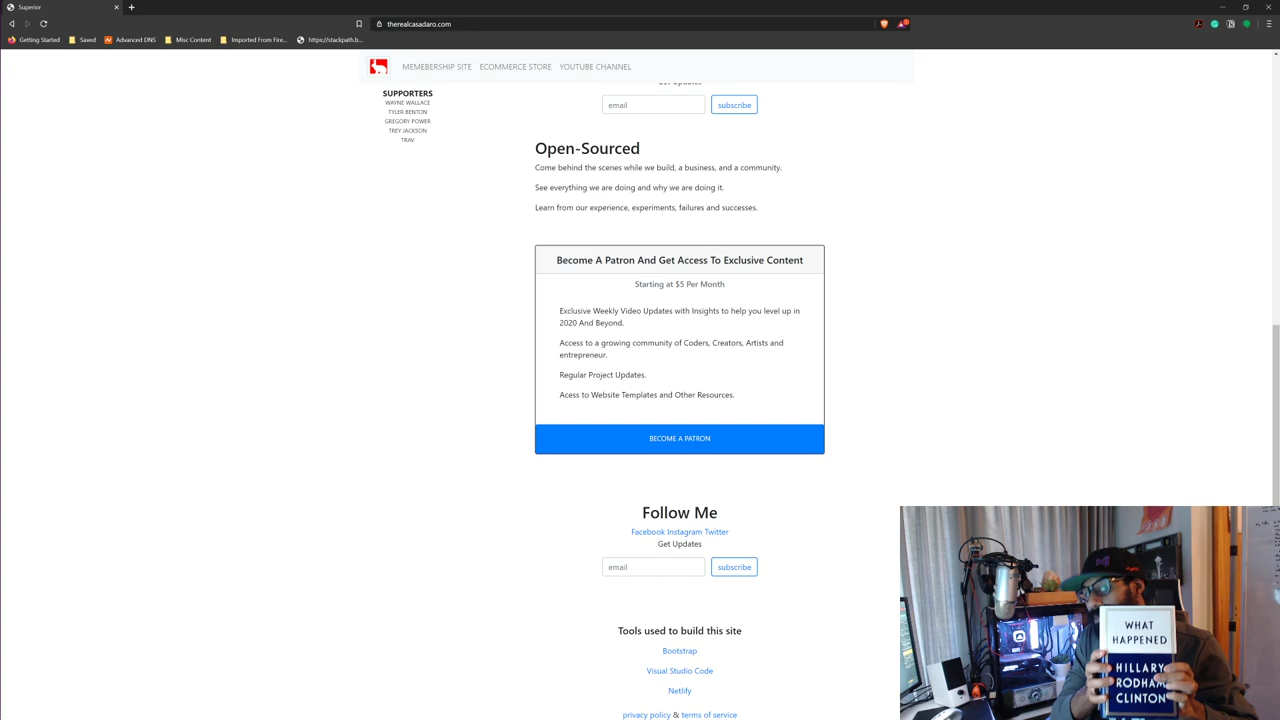 Superior
therealcasadaro.com
Getting Started
Saved
Advanced DNS
Misc Content
Imported From Fire...
https://stackpath.b...
MEMEBERSHIP SITE
ECOMMERCE STORE
YOUTUBE CHANNEL
Get Updates
SUPPORTERS
WAYNE WALLACE
TYLER BENTON
GREGORY POWER
TREY JACKSON
TRAV
email
subscribe
Open-Sourced
Come behind the scenes while we build, a business, and a community.
See everything we are doing and why we are doing it.
Learn from our experience, experiments, failures and successes.
Become A Patron And Get Access To Exclusive Content
Starting at $5 Per Month
Exclusive Weekly Video Updates with Insights to help you level up in
2020 And Beyond.
Access to a growing community of Coders, Creators, Artists and
entrepreneur.
Regular Project Updates.
Acess to Website Templates and Other Resources.
BECOME A PATRON
Follow Me
Facebook Instagram Twitter
Get Updates
email
subscribe
Tools used to build this site
Bootstrap
Visual Studio Code
Netlify
privacy policy & terms of service
WHAT
HAPPENED
HILLARY
RODHAM
CLINTON